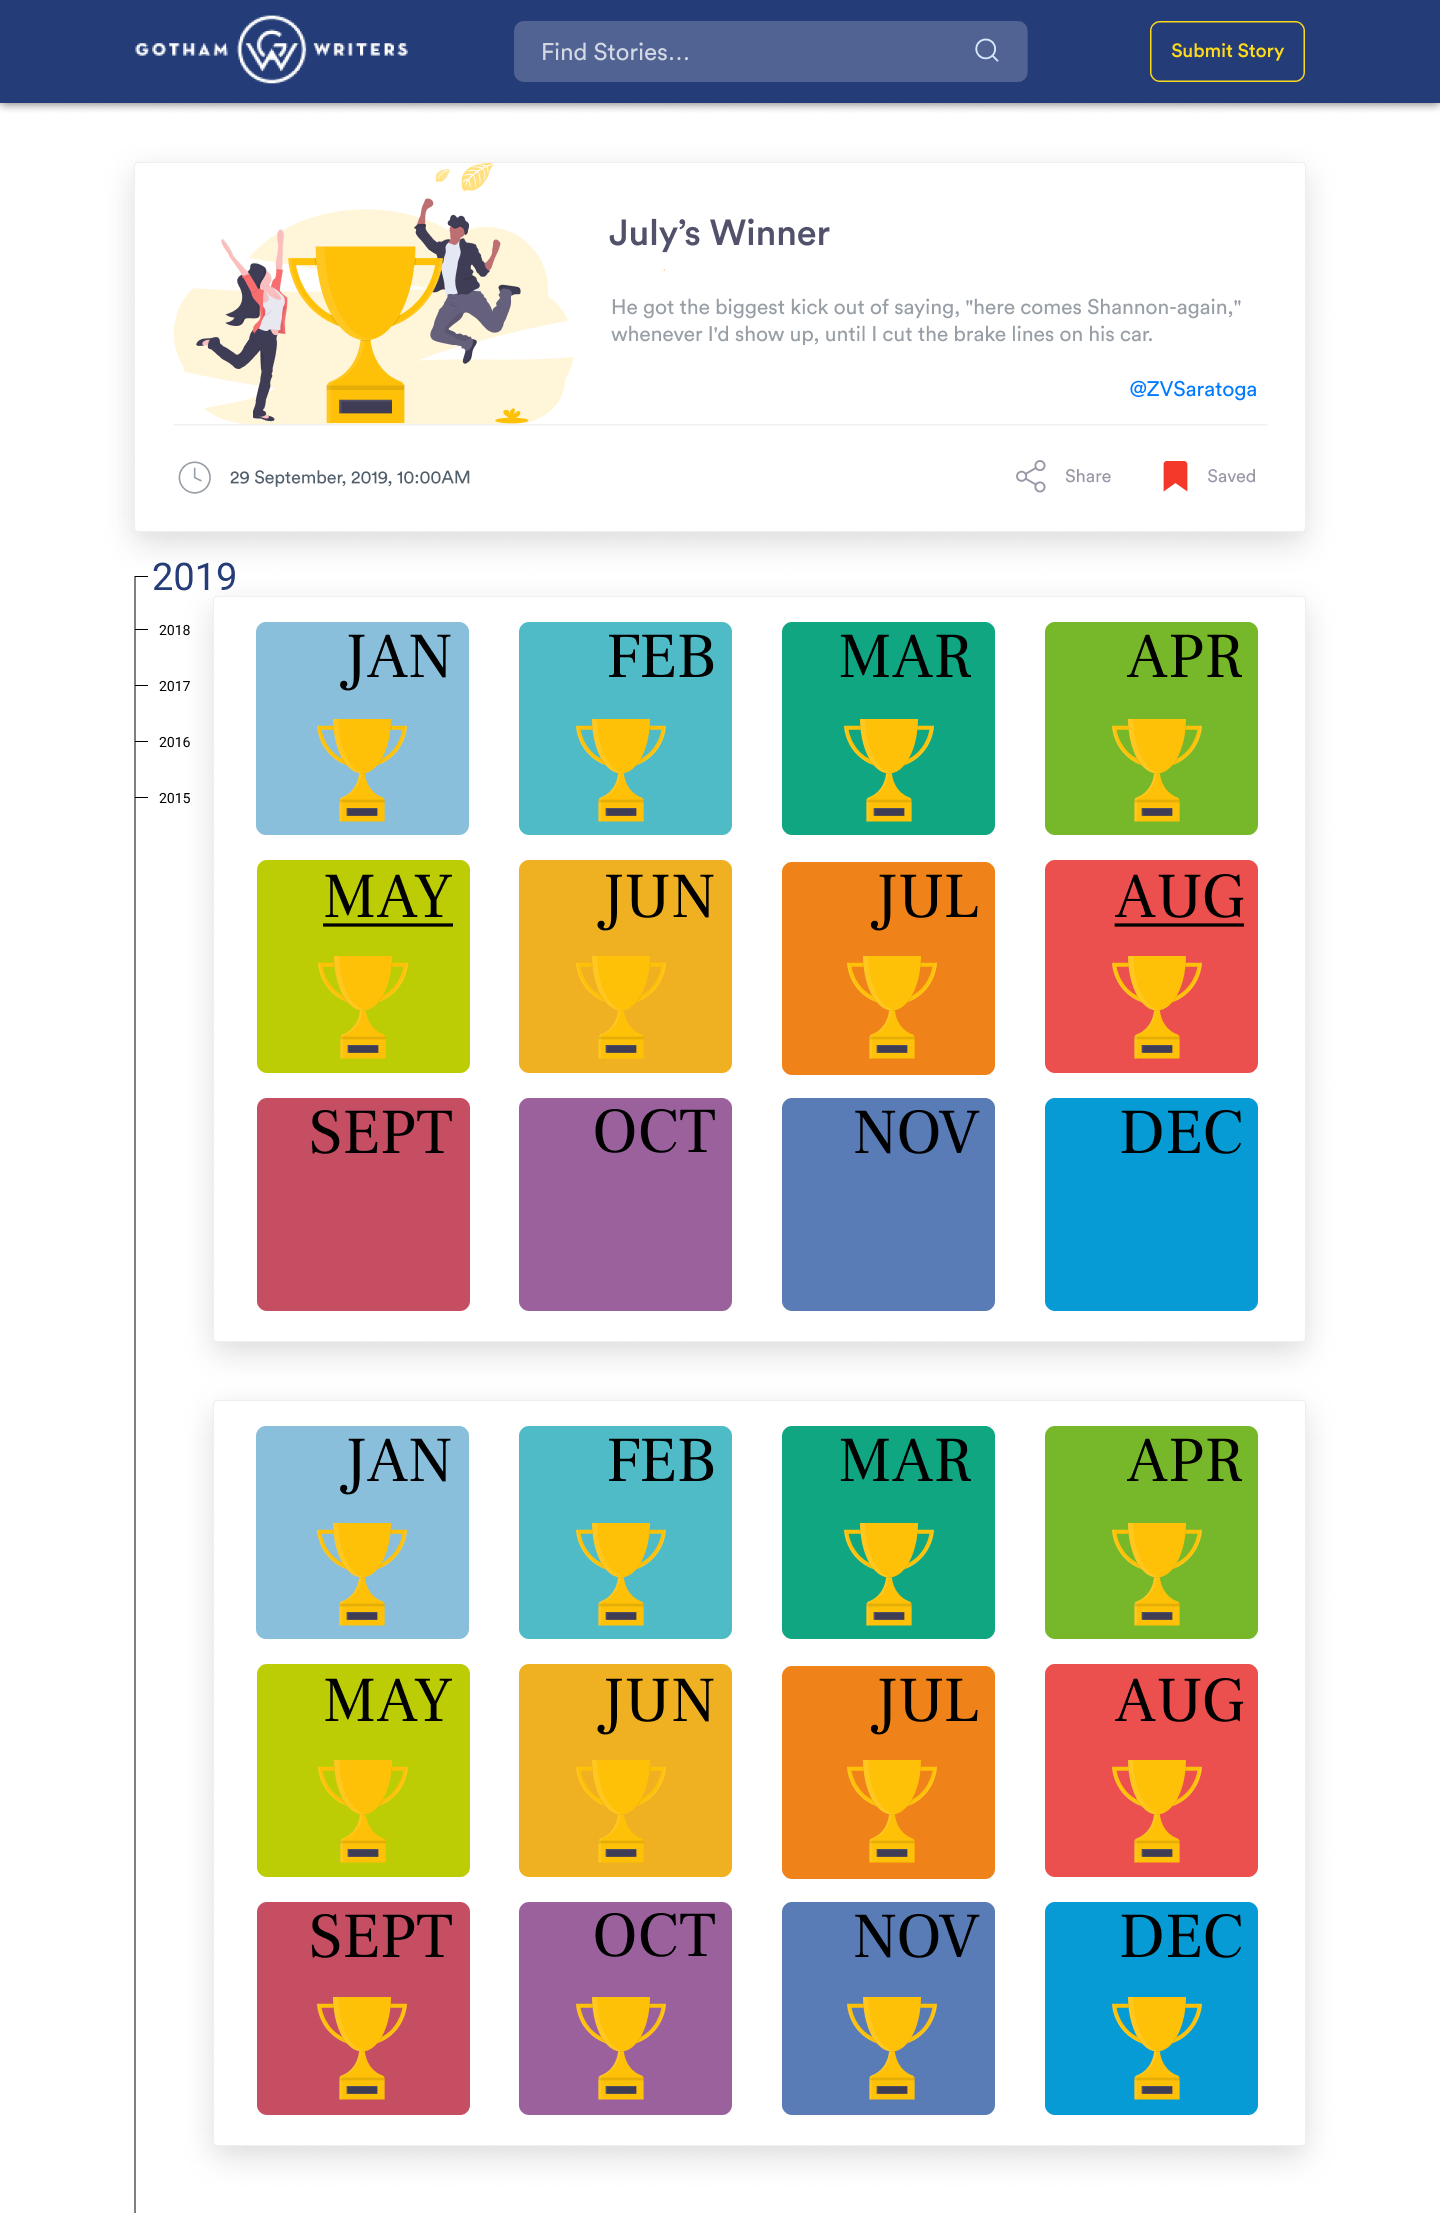 GOTHAM GW WRITERS
Find Stories...
Submit Story
July’s Winner
He got the biggest kick out of saying, "here comes Shannon-again,"
whenever I'd show up, until I cut the brake lines on his car.
@ZVSaratoga
29 September, 2019, 10:00AM
Share
Saved
2019
2018
2017
2016
2015
JAN
FEB
MAR
APR
MAY
JUN
JUL
AUG
SEPT
OCT
NOV
DEC
JAN
FEB
MAR
APR
MAY
JUN
JUL
AUG
SEPT
OCT
NOV
DEC